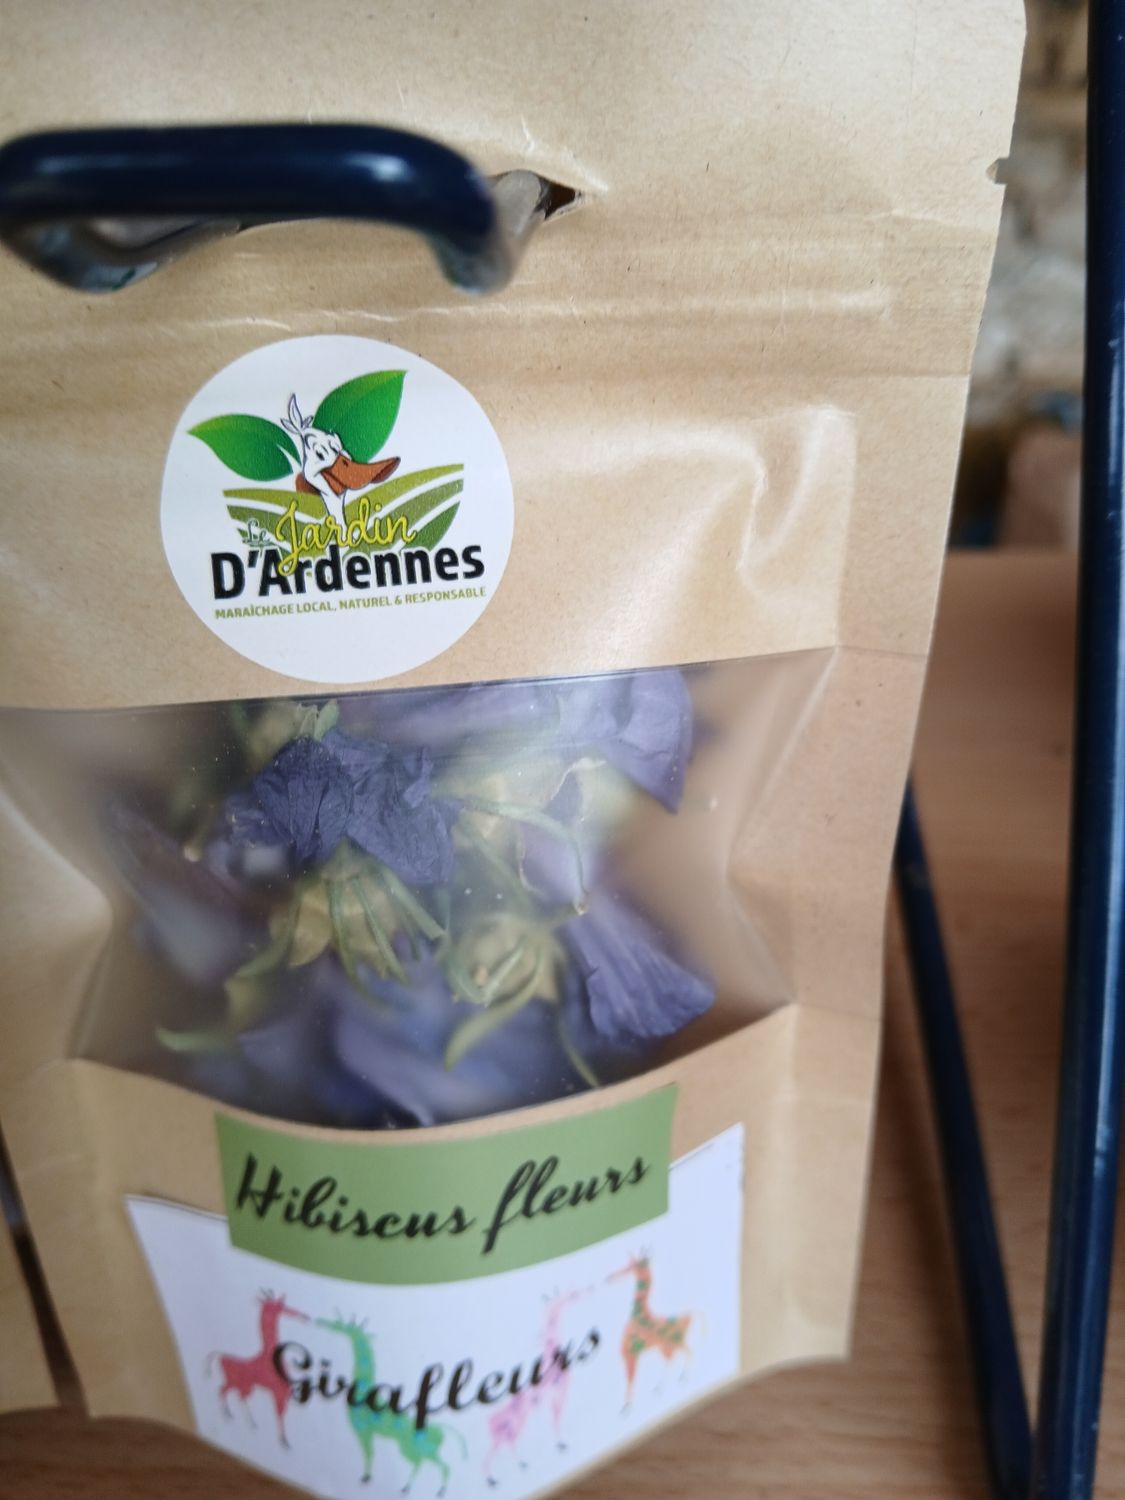 Le Jardin
D'Ardennes
MARAÎCHAGE LOCAL, NATUREL & RESPONSABLE
Hibiscus fleurs
Girafleurs